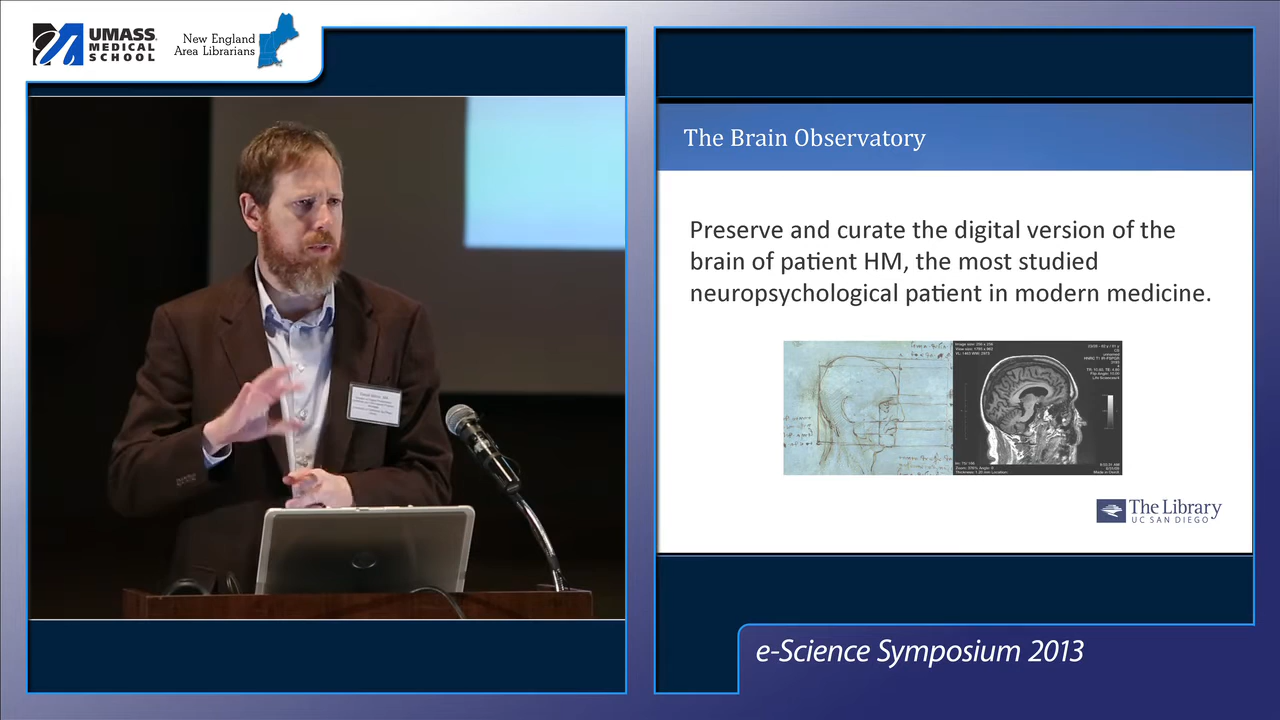 UMASS
MEDICAL
SCHOOL
New England
Area Librarians
The Brain Observatory
Preserve and curate the digital version of the
brain of patient HM, the most studied
neuropsychological patient in modern medicine.
The Library
UC SAN DIEGO
e-Science Symposium 2013